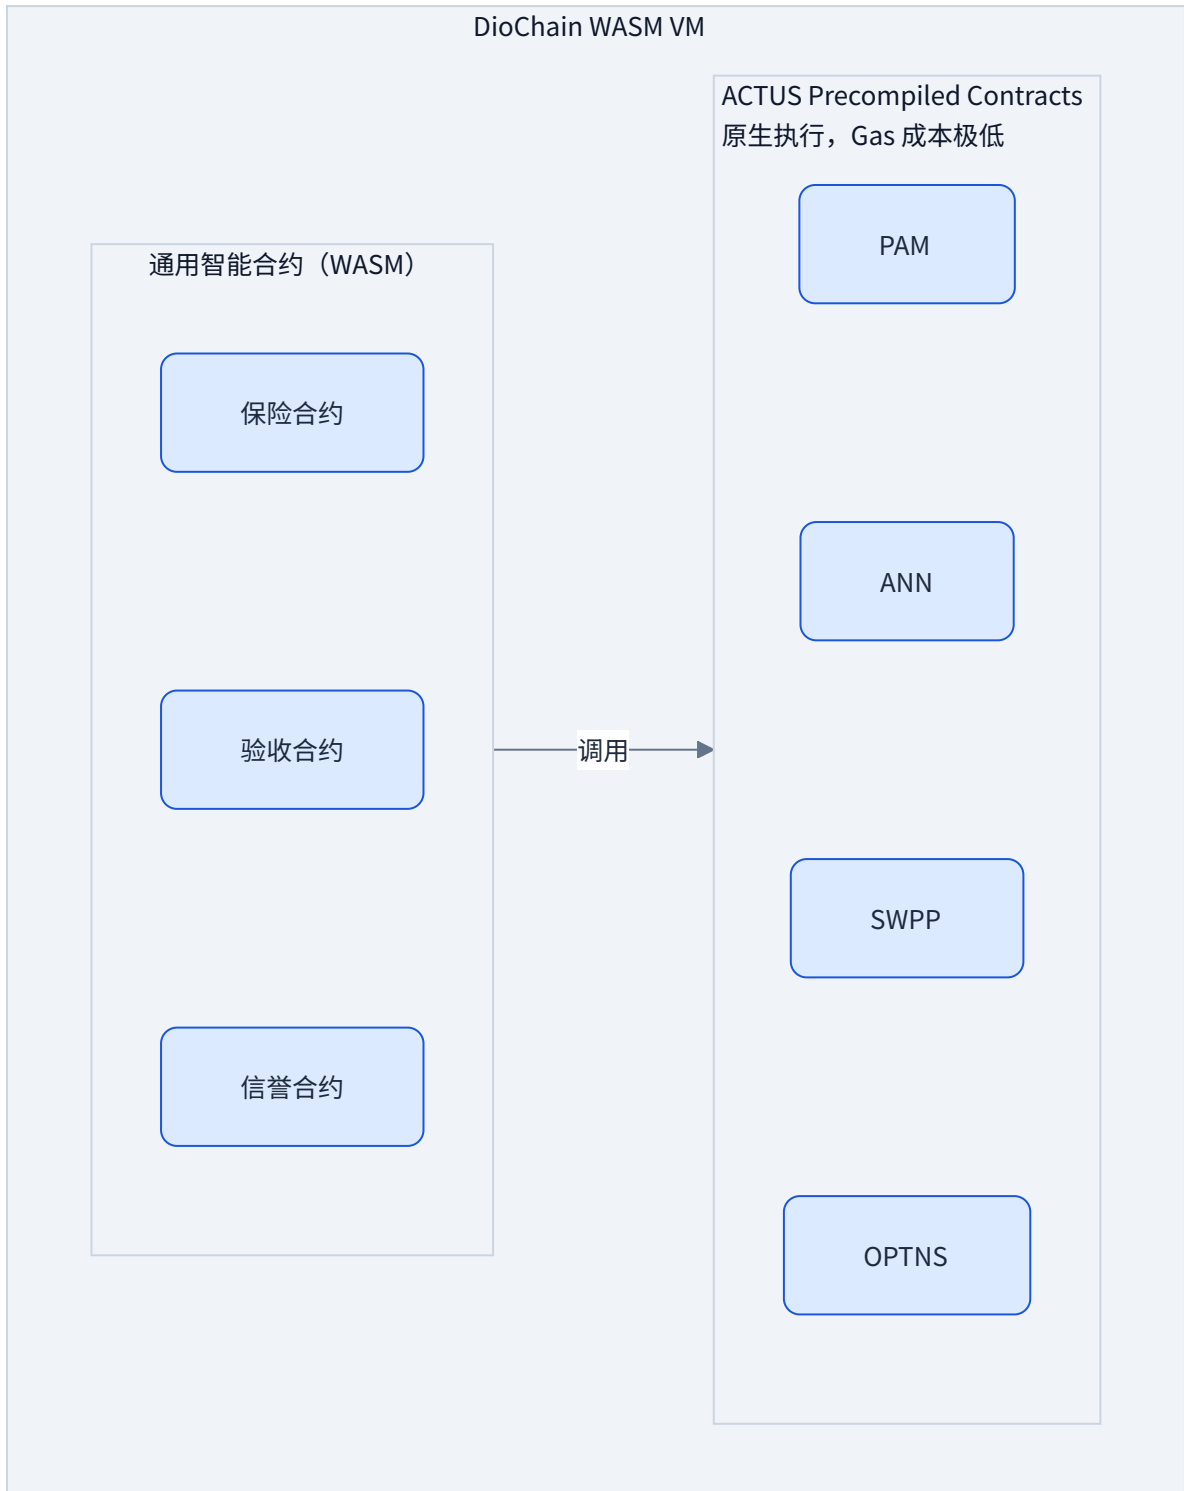 DioChain WASM VM
通用智能合约（WASM）
保险合约
验收合约
信誉合约
调用
ACTUS Precompiled Contracts
原生执行，Gas 成本极低
PAM
ANN
SWPP
OPTNS